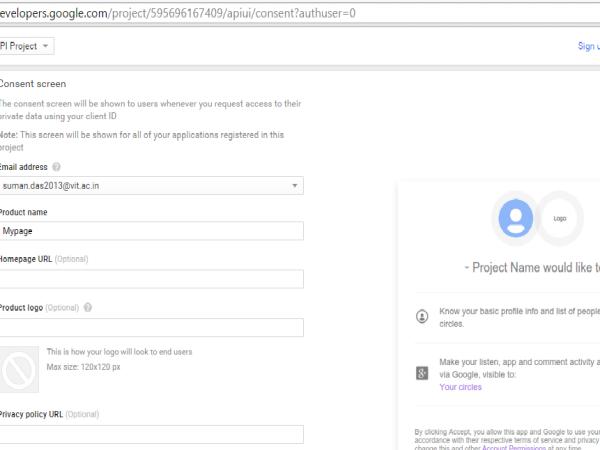 evelopers.google.com/project/595696167409/apiui/consent?authuser=0
PI Project
Sign u
Consent screen
The consent screen will be shown to users whenever you request access to their
private data using your client ID
Note: This screen will be shown for all of your applications registered in this
project
Email address
suman.das2013@vit.ac.in
Product name
Mypage
Homepage URL (Optional)
Product logo (Optional)
This is how your logo will look to end users
Max size: 120x120 px
Privacy policy URL (Optional)
Logo
- Project Name would like to
Know your basic profile info and list of people
circles.
Make your listen, app and comment activity a
via Google, visible to:
Your circles
By clicking Accept, you allow this app and Google to use your
accordance with their respective terms of service and privacy
change this and other Account Permissions at any time.